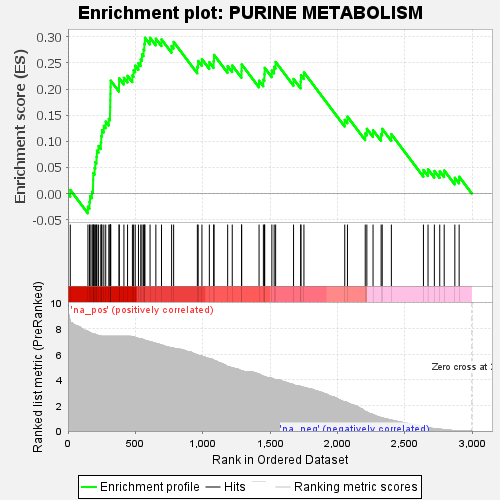 Enrichment plot: PURINE METABOLISM
Enrichment score (ES)
0.30
0.25
0.20
0.15
0.10
0.05
0.00
-0.05
Ranked list metric (PreRanked)
10
8
6
4
2
0
'na_pos' (positively correlated)
Zero cross at
'na_neg' (negatively correlated)
0
500
1,000
1,500
2,000
2,500
3,000
Rank in Ordered Dataset
Enrichment profile
Hits
Ranking metric scores